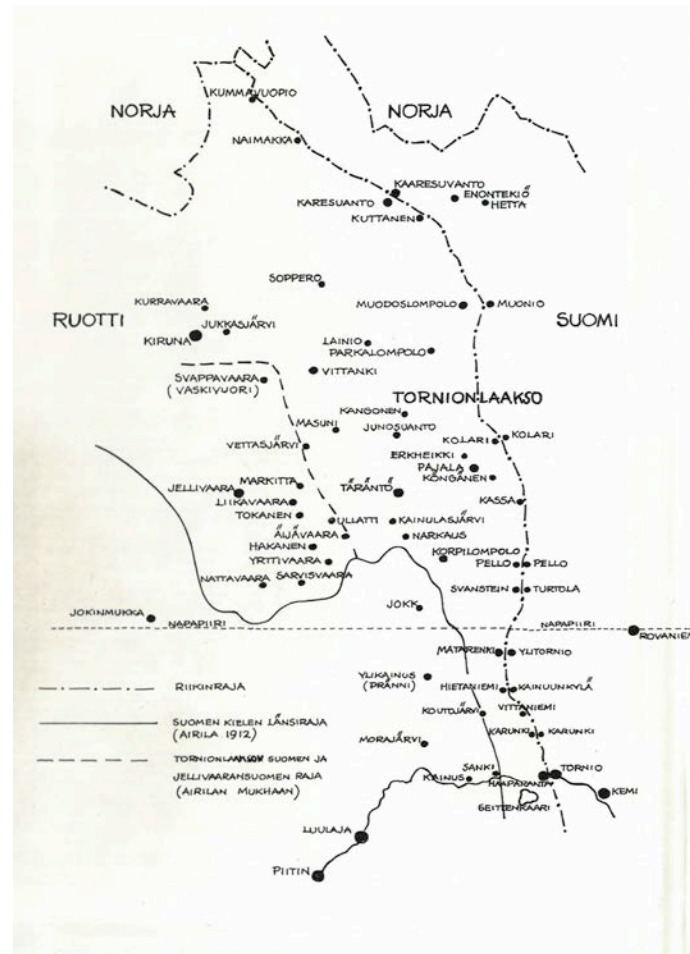 KUMMAVUOPIO
NORJA
NORJA
NAIMAKKA
KAARESUVANTO
ENONTEKIÖ
KARESUANTO
HETTA
KUTTANEN
SOPPERO
KURRAVAARA
MUODOSLOMPOLO
MUONIO
RUOTTI
JUKKASJÄRVI
SUOMI
KIRUNA
LAINIO
PARKALOMPOLO
VITTANKI
SVAPPAVAARA
(VASKIVUORI)
TORNIONLAAKSO
KANGONEN
MASUNI
JUNOSUANTO
KOLARI
KOLARI
VETTASJÄRVI
ERKHEIKKI
PAJALA
KÖNGÄNEN
MARKITTA
JELLIVAARA
TÄRÄNTÖ
LIIKAVAARA
KASSA
TOKANEN
ULLATTI
KAINULASJÄRVI
ÄIJÄVAARA
NARKAUS
HAKANEN
KORPILOMPOLO
YRTTIVAARA
PELLO
PELLO
NATTAVAARA
SARVISVAARA
SVANSTEIN
TURTOLA
JOKK
JOKINMUKKA
NAPAPIIRI
NAPAPIIRI
ROVANIEM
MATARENKI
YLITORNIO
YLIKAINUS
(PRÄNNI)
RIIKINRAJA
HIETANIEMI
KAINUUNKYLÄ
KOUTOJÄRVI
VITTANIEMI
SUOMEN KIELEN LÄNSIRAJA
(AIRILA 1912)
KARUNKI
KARUNKI
MORAJÄRVI
TORNIONLAAKSON SUOMEN JA
JELLIVAARANSUOMEN RAJA
(AIRILAN MUKHAAN)
SANKI
TORNIO
KAINUS
HAAPARANTA
KEMI
SEITTENKAARI
LUULAJA
PIITIN